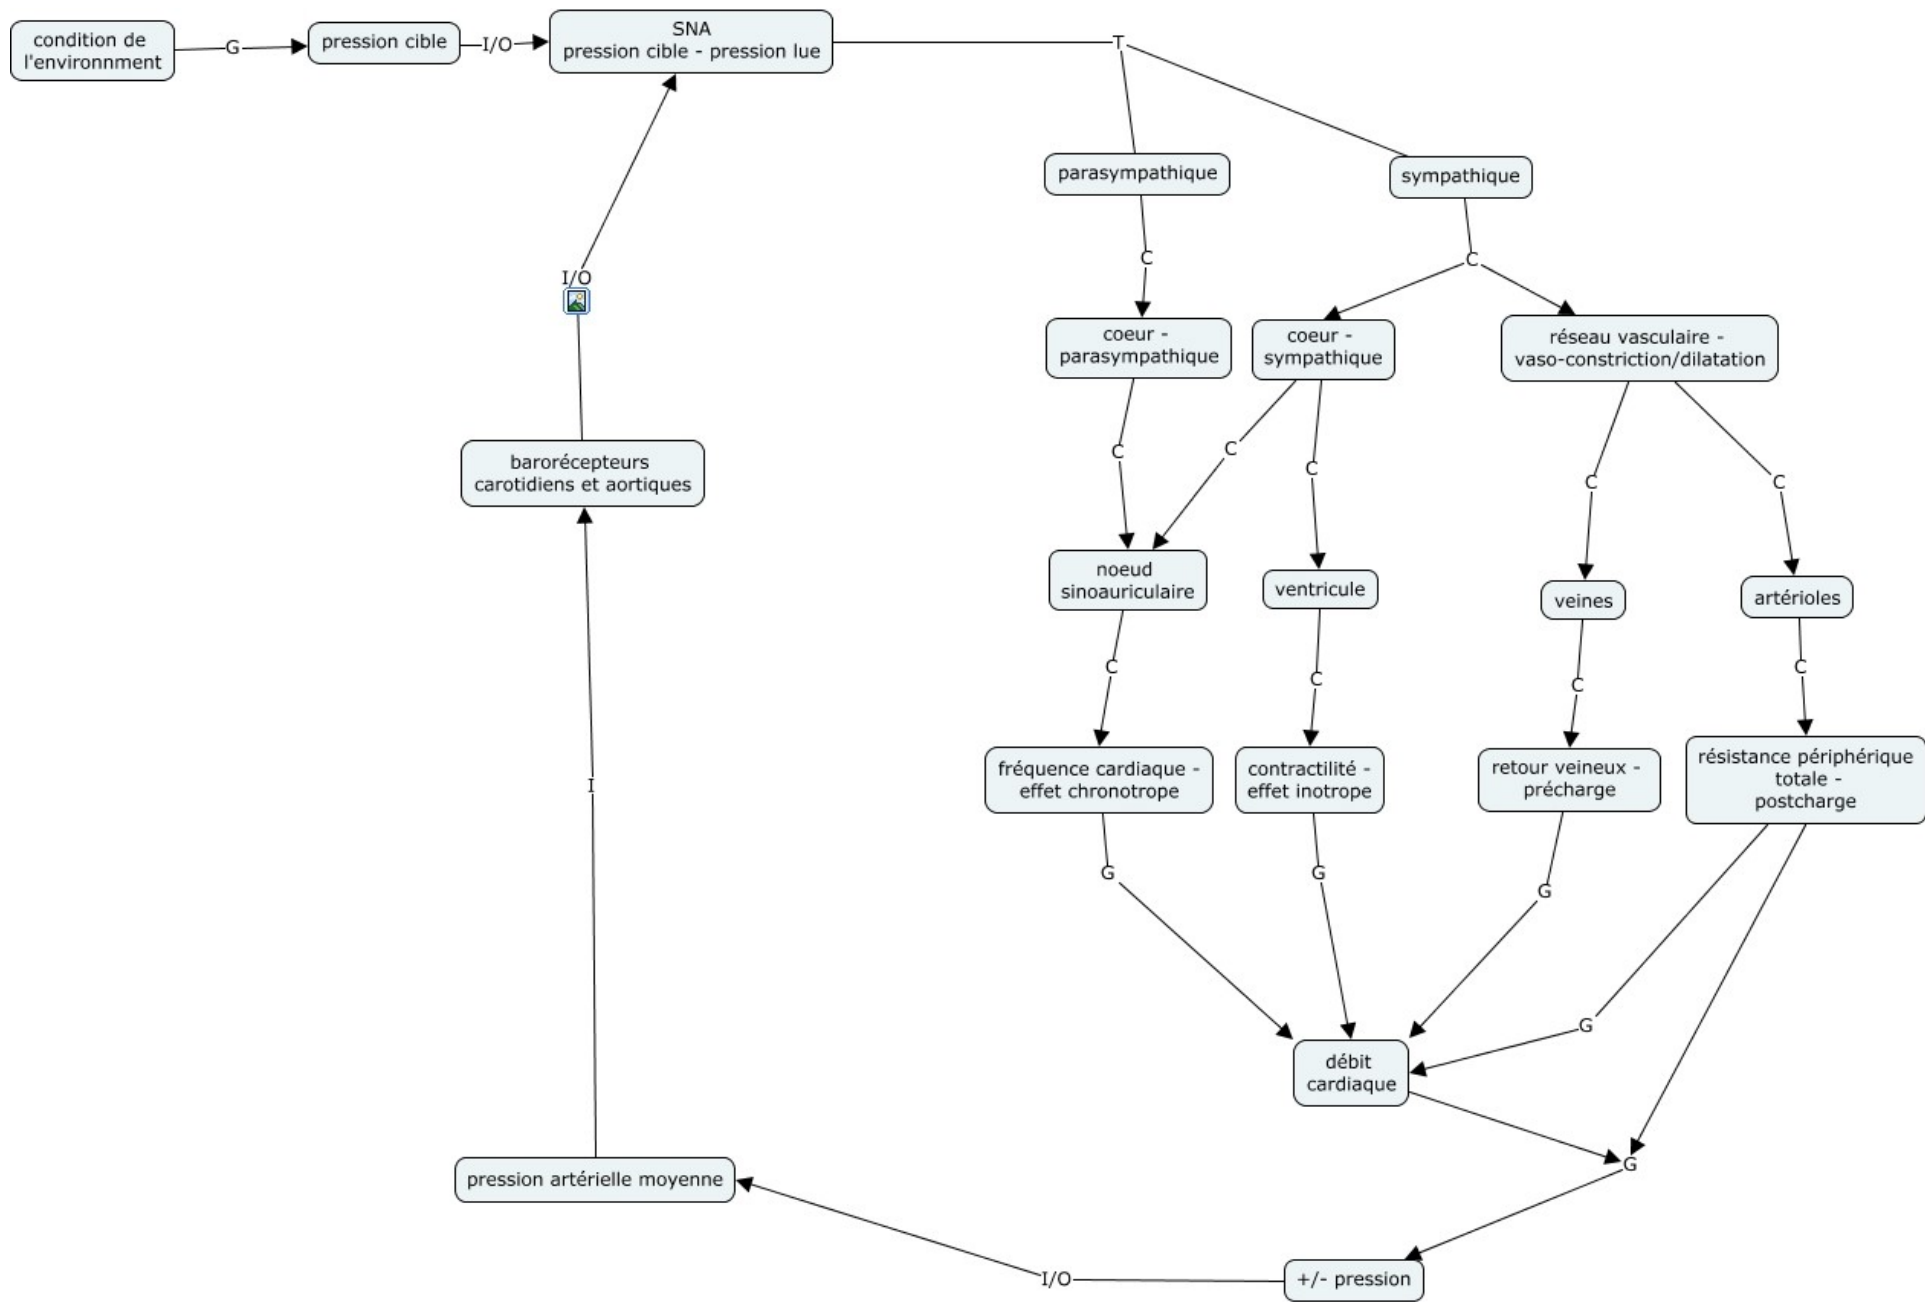 condition de
l'environnment
G
pression cible
I/O
SNA
pression cible - pression lue
T
parasympathique
sympathique
C
C
I/O
coeur -
parasympathique
coeur -
sympathique
réseau vasculaire -
vaso-constriction/dilatation
C
C
C
C
C
barorécepteurs
carotidiens et aortiques
noeud
sinoauriculaire
ventricule
veines
artérioles
C
C
C
C
fréquence cardiaque -
effet chronotrope
contractilité -
effet inotrope
retour veineux -
précharge
résistance périphérique
totale -
postcharge
I
G
G
G
G
débit
cardiaque
G
pression artérielle moyenne
I/O
+/- pression